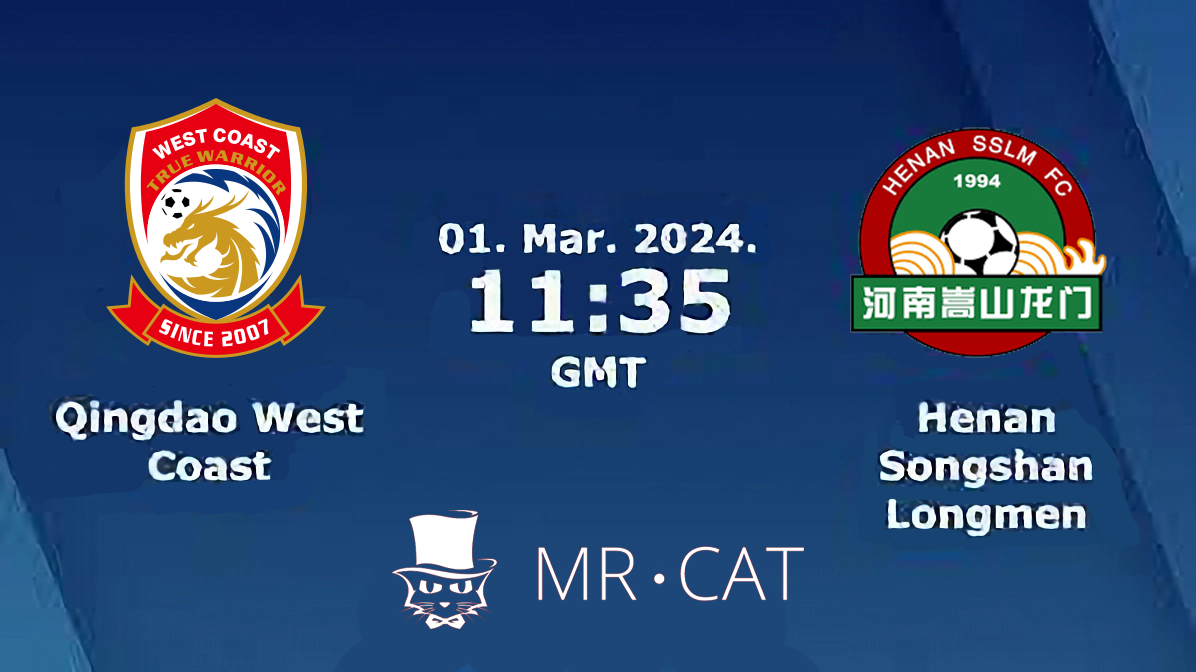 WEST COAST
TRUE WARRIOR
SINCE 2007
Qingdao West
Coast
01. Mar. 2024.
11:35
GMT
HENAN SSLM FC
1994
河南嵩山龙门
Henan
Songshan
Longmen
MR·CAT